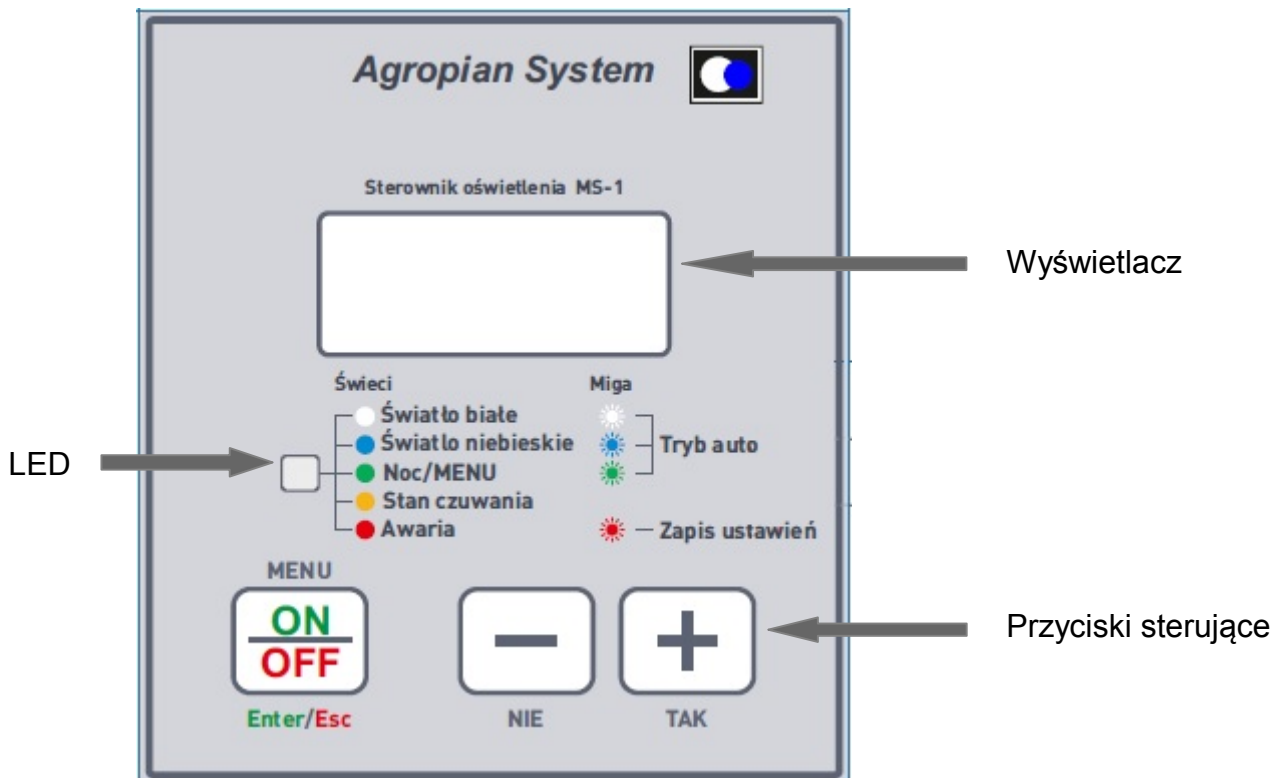 Agropian System
Sterownik oświetlenia MS-1
Wyświetlacz
Świeci Miga
Światło białe
Światło niebieskie Tryb auto
LED
Noc/MENU
Stan czuwania
Awaria Zapis ustawień
MENU
ON
OFF
− +
Przyciski sterujące
Enter/Esc NIE TAK